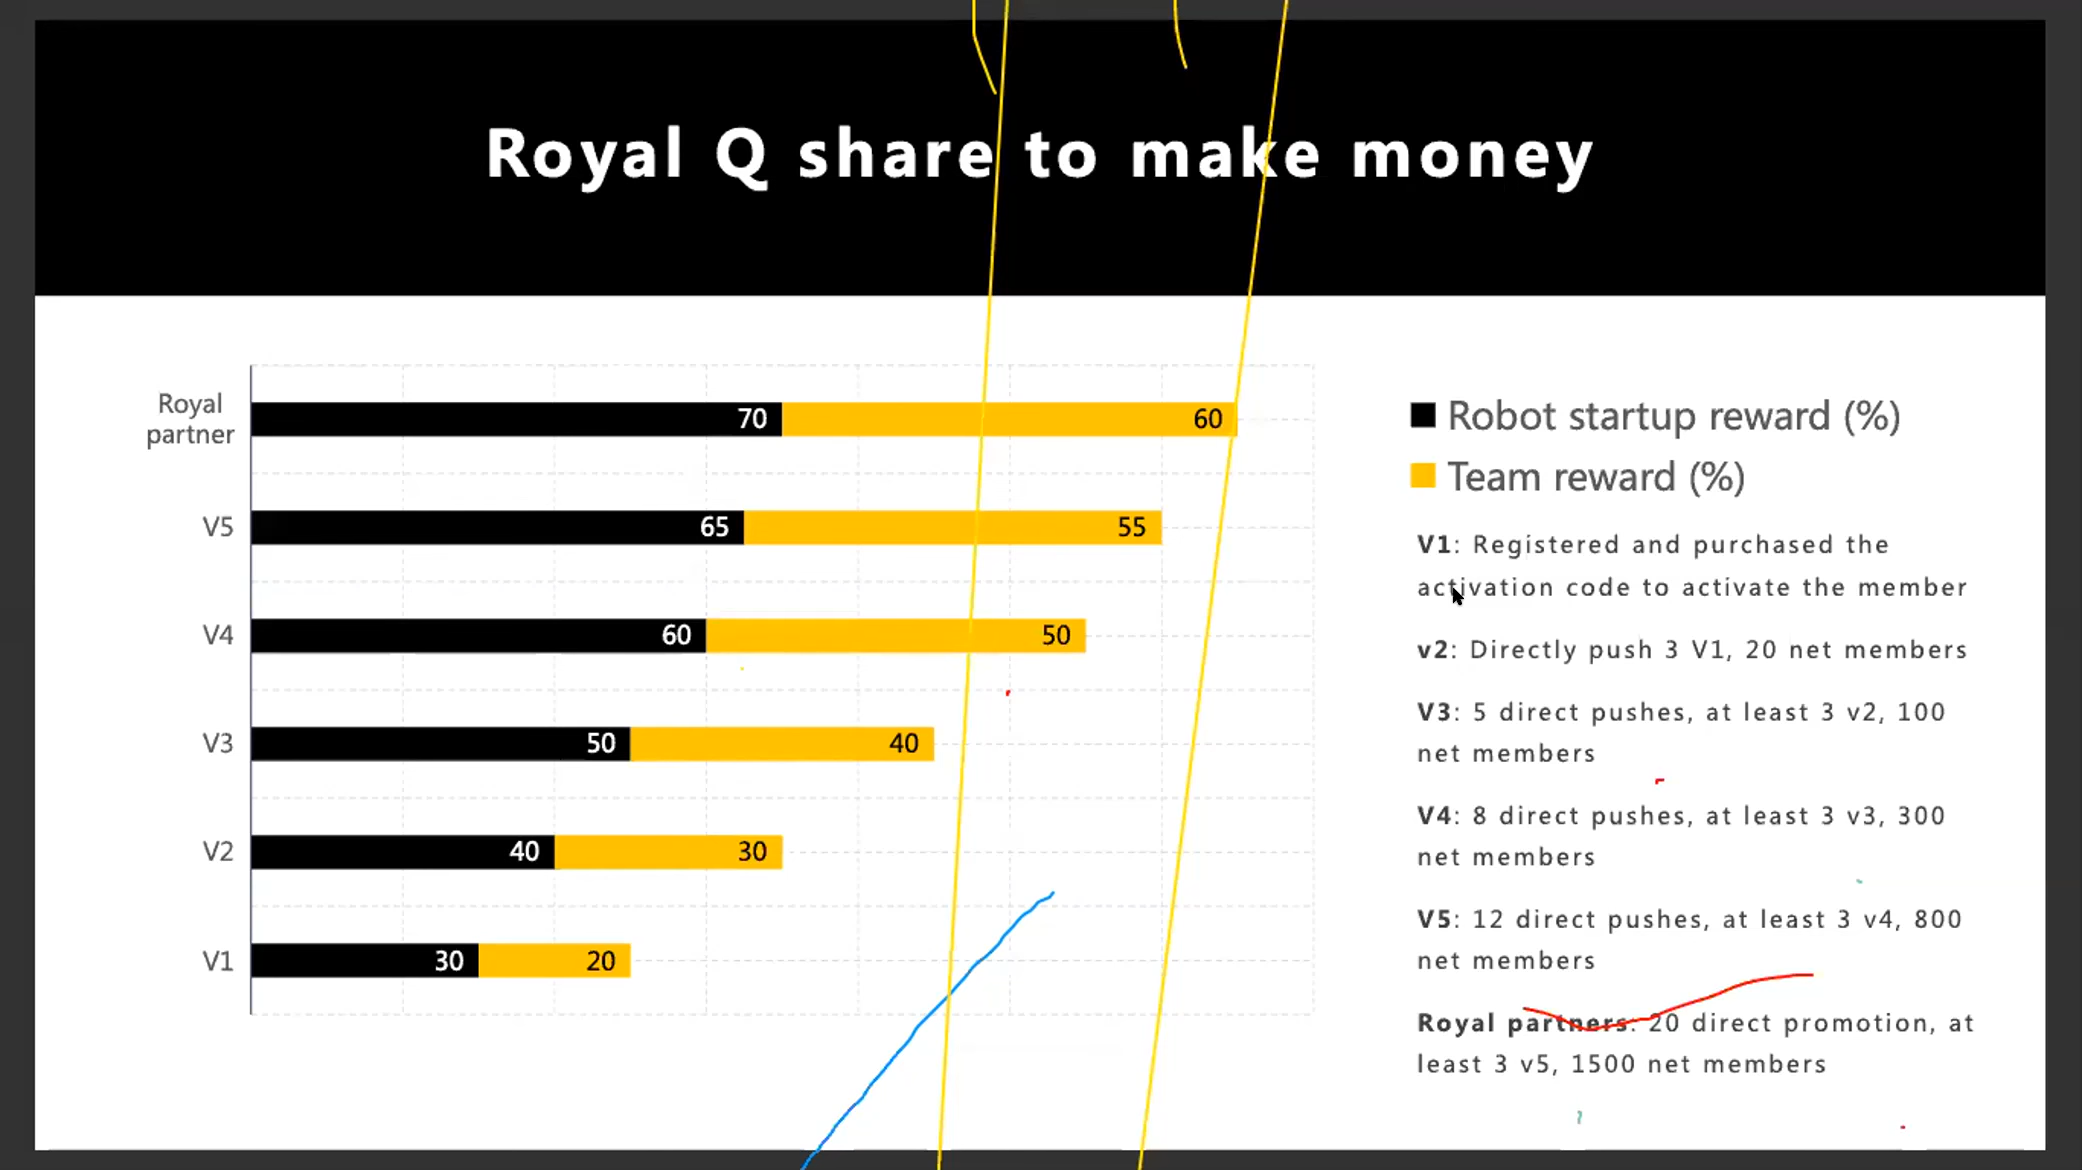 Royal Q share to make money
Royal
partner
70
60
V5
65
55
V4
60
50
V3
50
40
V2
40
30
V1
30
20
Robot startup reward (%)
Team reward (%)
V1: Registered and purchased the
activation code to activate the member
v2: Directly push 3 V1, 20 net members
V3: 5 direct pushes, at least 3 v2, 100
net members
V4: 8 direct pushes, at least 3 v3, 300
net members
V5: 12 direct pushes, at least 3 v4, 800
net members
Royal partners: 20 direct promotion, at
least 3 v5, 1500 net members